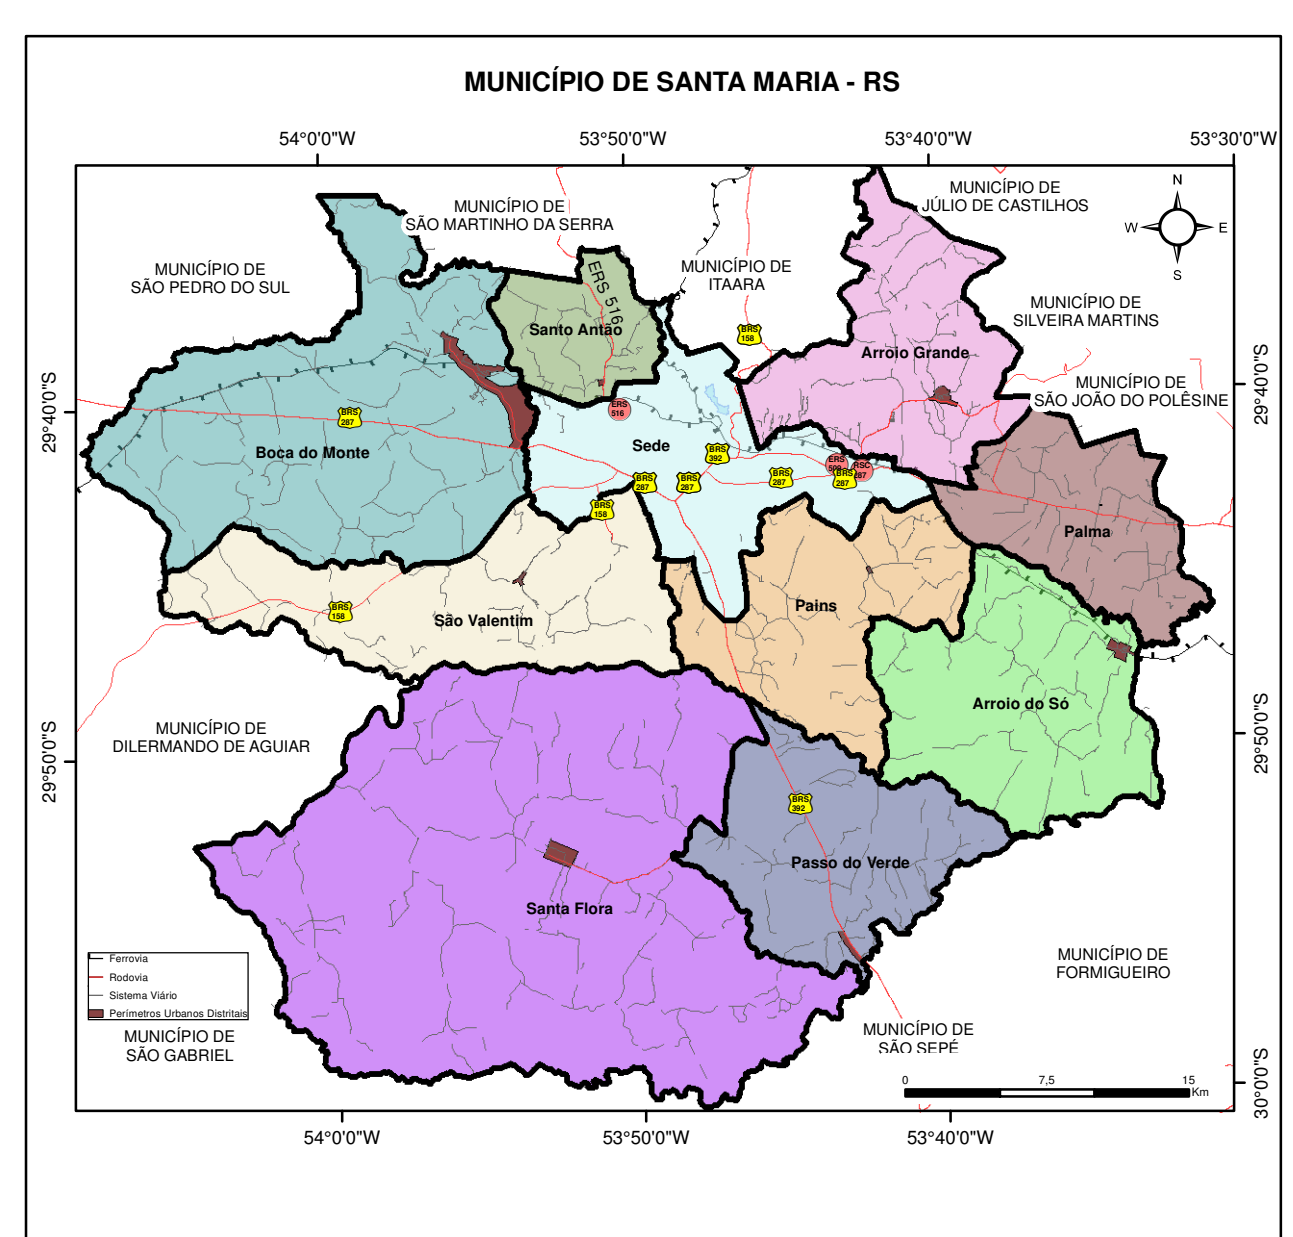 MUNICÍPIO DE SANTA MARIA - RS
54°0'0"W
53°50'0"W
53°40'0"W
53°30'0"W
MUNICÍPIO DE
SÃO MARTINHO DA SERRA
MUNICÍPIO DE
JÚLIO DE CASTILHOS
N
W
E
S
MUNICÍPIO DE
SÃO PEDRO DO SUL
MUNICÍPIO DE
ITAARA
ERS 516
MUNICÍPIO DE
SILVEIRA MARTINS
Santo Antão
BRS
158
Arroio Grande
MUNICÍPIO DE
SÃO JOÃO DO POLÊSINE
29°40'0"S
29°40'0"S
BRS
287
ERS
516
Boca do Monte
Sede
BRS
392
BRS
287
BRS
287
BRS
287
ERS
509
RSC
287
BRS
287
BRS
158
Palma
BRS
158
São Valentim
Pains
Arroio do Só
MUNICÍPIO DE
DILERMANDO DE AGUIAR
29°50'0"S
29°50'0"S
BRS
392
Passo do Verde
Santa Flora
Ferrovia
Rodovia
Sistema Viário
Perímetros Urbanos Distritais
MUNICÍPIO DE
SÃO GABRIEL
MUNICÍPIO DE
FORMIGUEIRO
MUNICÍPIO DE
SÃO SEPÉ
0
7,5
15
Km
30°0'0"S
54°0'0"W
53°50'0"W
53°40'0"W